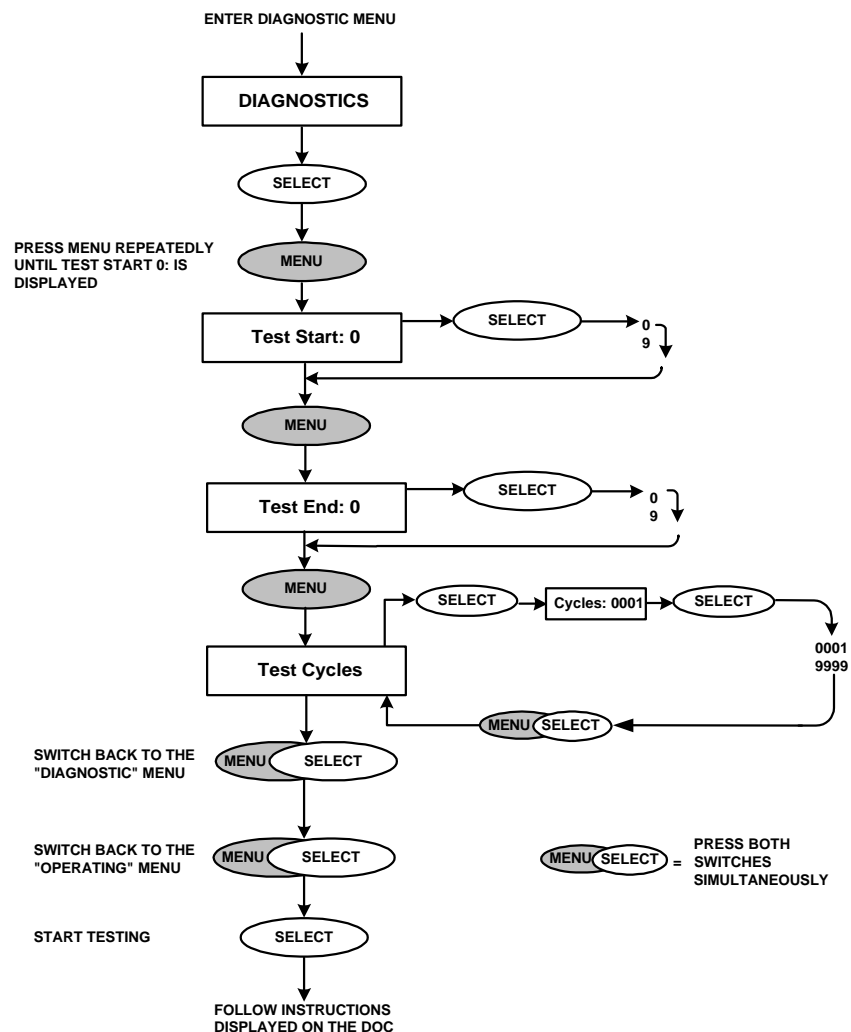 ENTER DIAGNOSTIC MENU
DIAGNOSTICS
SELECT
PRESS MENU REPEATEDLY
UNTIL TEST START 0: IS
DISPLAYED
MENU
Test Start: 0
SELECT
0
9
MENU
Test End: 0
SELECT
0
9
MENU
SELECT
Cycles: 0001
SELECT
0001
9999
Test Cycles
MENU SELECT
SWITCH BACK TO THE
"DIAGNOSTIC" MENU
MENU SELECT
SWITCH BACK TO THE
"OPERATING" MENU
MENU SELECT
MENU SELECT =
PRESS BOTH
SWITCHES
SIMULTANEOUSLY
START TESTING
SELECT
FOLLOW INSTRUCTIONS
DISPLAYED ON THE DOC